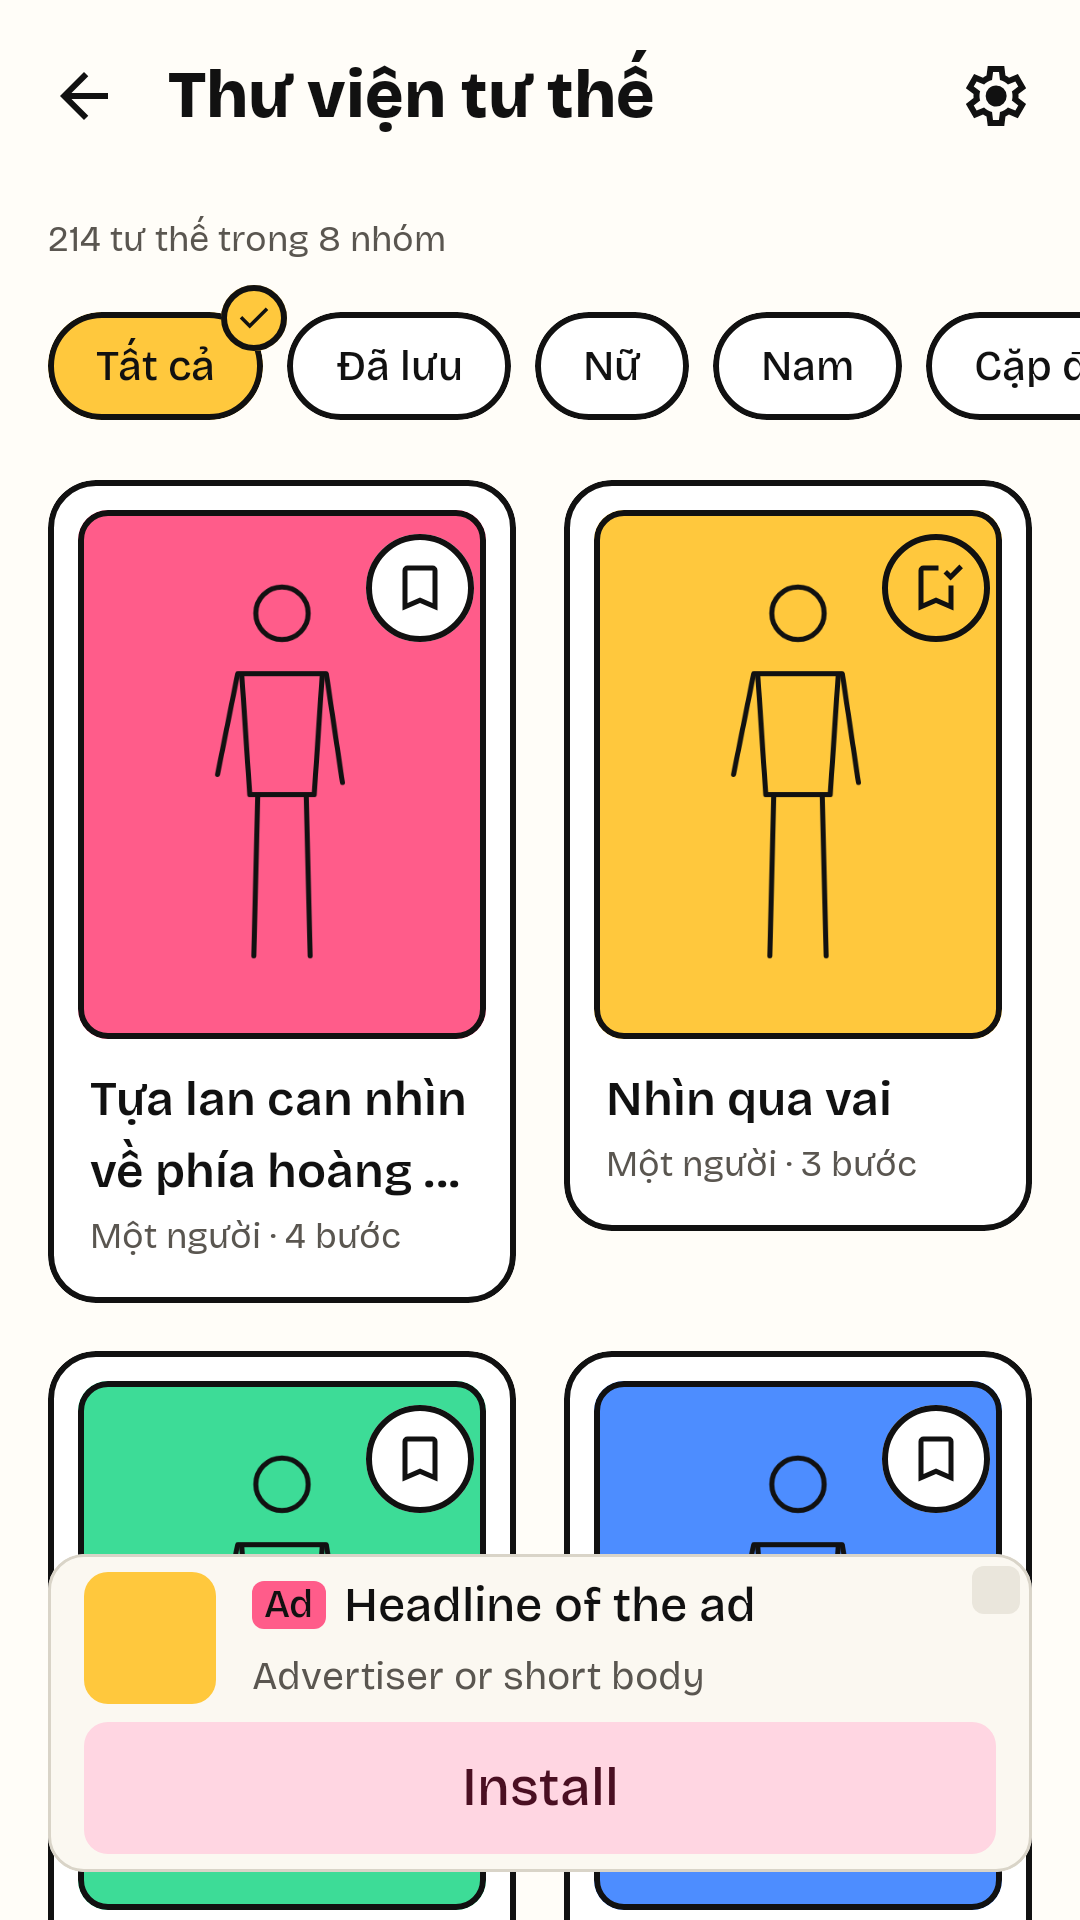 Thư viện tư thế
214 tư thế trong 8 nhóm
Tất cả
Đã lưu
Nữ
Nam
Cặp
Tựa lan can nhìn
về phía hoàng ...
Một người · 4 bước
Nhìn qua vai
Một người · 3 bước
Ad Headline of the ad
Advertiser or short body
Install